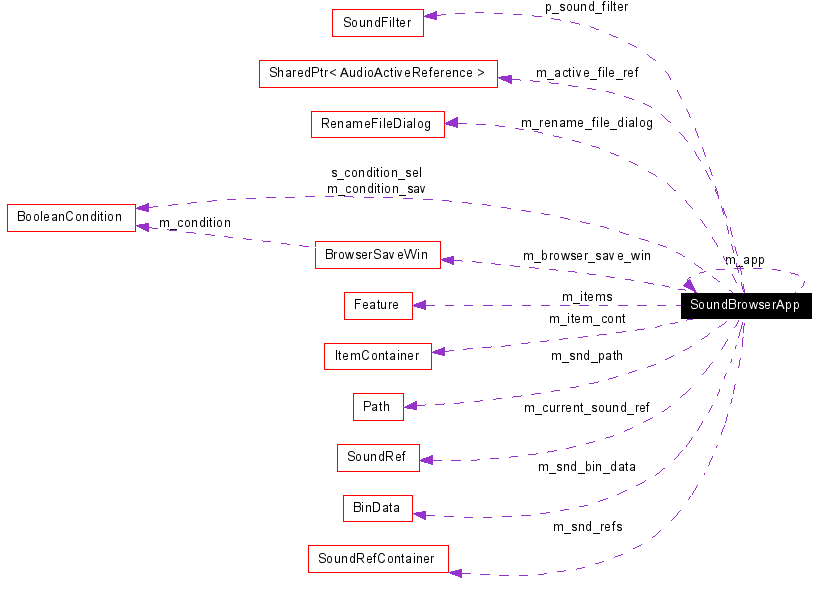 p_sound_filter
SoundFilter
SharedPtr< AudioActiveReference >
m_active_file_ref
RenameFileDialog
m_rename_file_dialog
s_condition_sel
m_condition_sav
BooleanCondition
m_condition
BrowserSaveWin
m_browser_save_win
m_app
Feature
m_items
SoundBrowserApp
m_item_cont
ItemContainer
m_snd_path
Path
m_current_sound_ref
SoundRef
m_snd_bin_data
BinData
m_snd_refs
SoundRefContainer